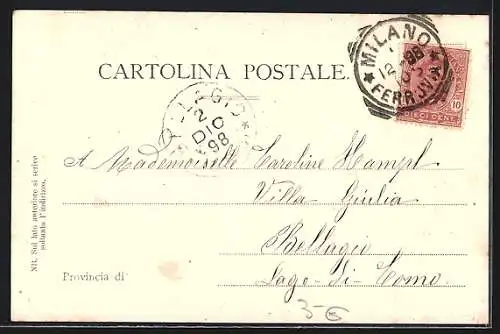 MILANO
98
12
FERROVIA
10
CARTOLINA POSTALE.
BELLAGIO
2
DIC
98
A Mademoiselle Caroline Hampl
Villa Giulia
Bellagio
Lago-di-Como.
Provincia di
NB. Sul lato anteriore si scrive
soltanto l'indirizzo.
3-€